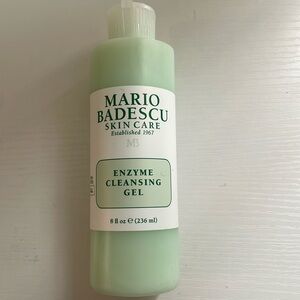 MARIO
BADESCU
SKIN CARE
Established 1967
MB
ENZYME
CLEANSING
GEL
8 fl oz ℮ (236 ml)